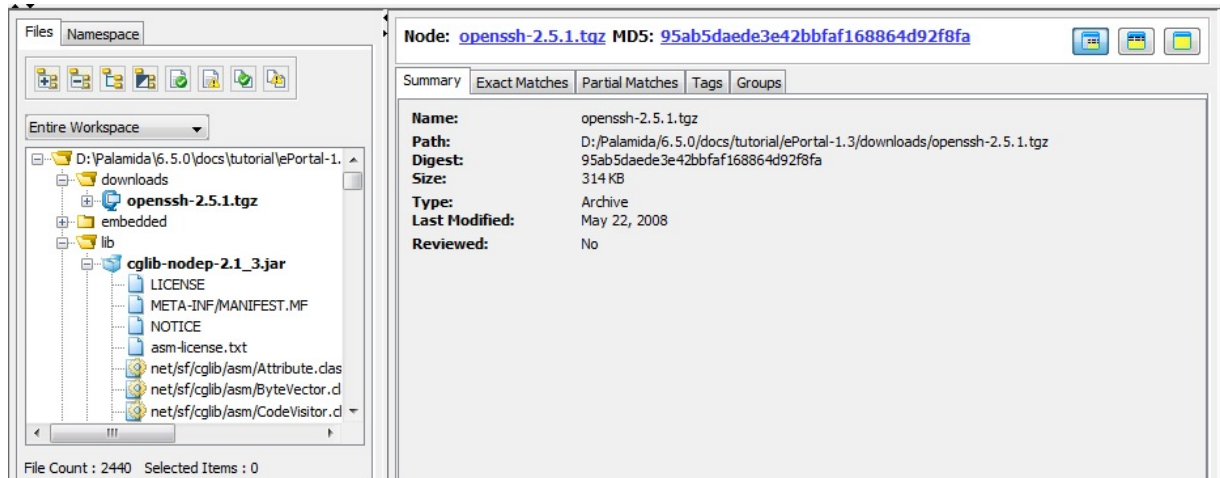 Files Namespace
Entire Workspace
D:\Palamida\6.5.0\docs\tutorial\ePortal-1.
downloads
openssh-2.5.1.tgz
embedded
lib
cglib-nodep-2.1_3.jar
LICENSE
META-INF/MANIFEST.MF
NOTICE
asm-license.txt
net/sf/cglib/asm/Attribute.clas
net/sf/cglib/asm/ByteVector.cl
net/sf/cglib/asm/CodeVisitor.cl
File Count : 2440 Selected Items : 0
Node: openssh-2.5.1.tgz MD5: 95ab5daede3e42bbfaf168864d92f8fa
Summary Exact Matches Partial Matches Tags Groups
Name: openssh-2.5.1.tgz
Path: D:/Palamida/6.5.0/docs/tutorial/ePortal-1.3/downloads/openssh-2.5.1.tgz
Digest: 95ab5daede3e42bbfaf168864d92f8fa
Size: 314 KB
Type: Archive
Last Modified: May 22, 2008
Reviewed: No